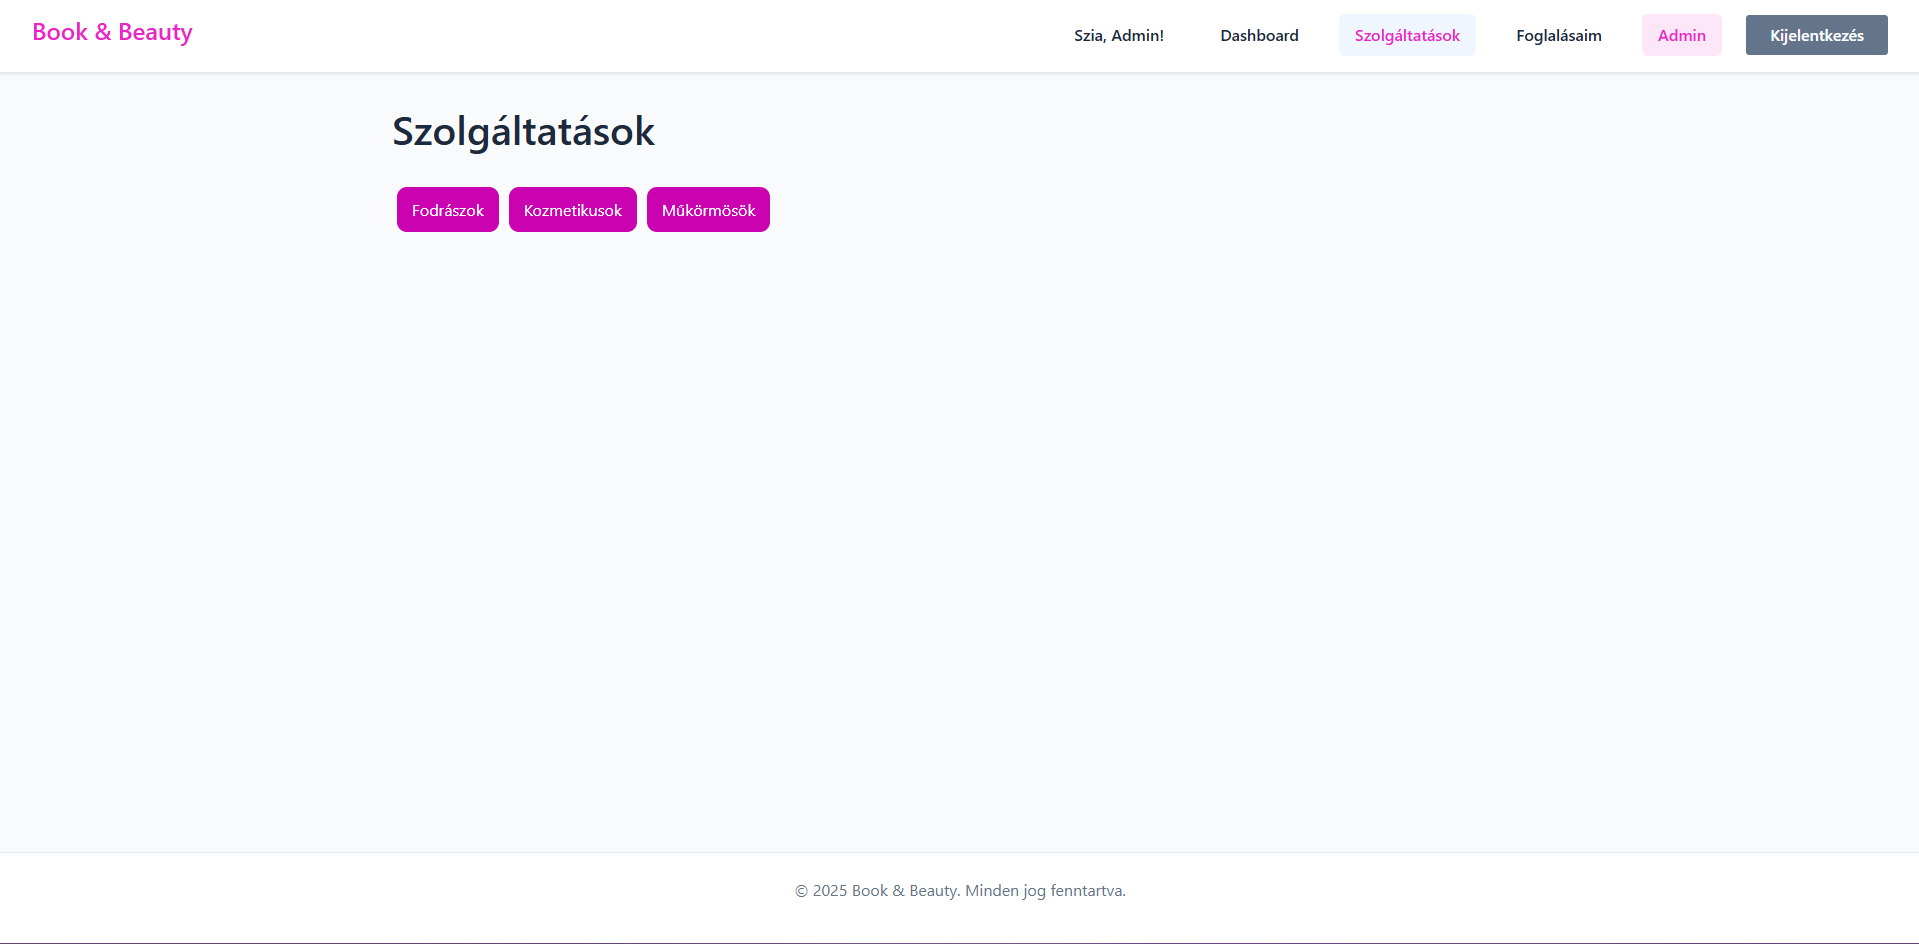 Book & Beauty
Szia, Admin! Dashboard Szolgáltatások Foglalásaim Admin Kijelentkezés
Szolgáltatások
Fodrászok Kozmetikusok Műkörmösök
© 2025 Book & Beauty. Minden jog fenntartva.